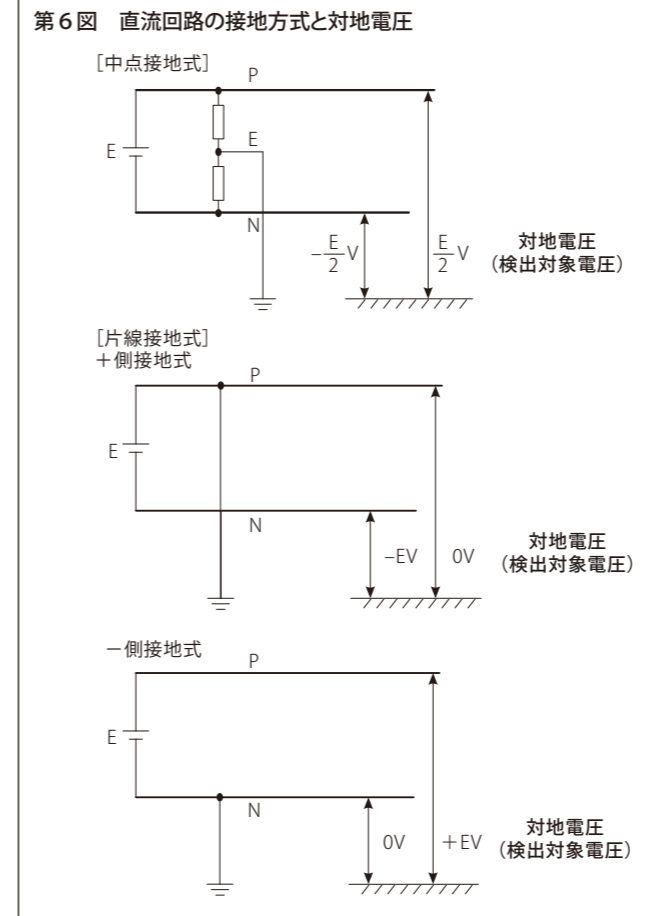 第6図 直流回路の接地方式と対地電圧
[中点接地式]
P
E
E
N
–E/2 V
E/2 V
対地電圧
(検出対象電圧)
[片線接地式]
+側接地式
P
E
N
–EV
0V
対地電圧
(検出対象電圧)
−側接地式
P
E
N
0V
+EV
対地電圧
(検出対象電圧)